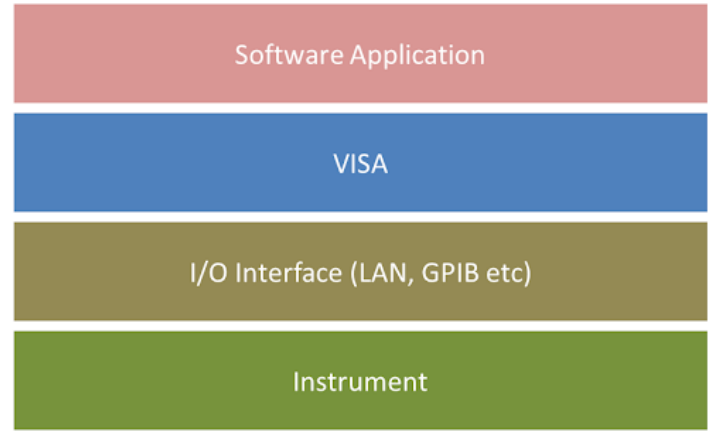 Software Application
VISA
I/O Interface (LAN, GPIB etc)
Instrument